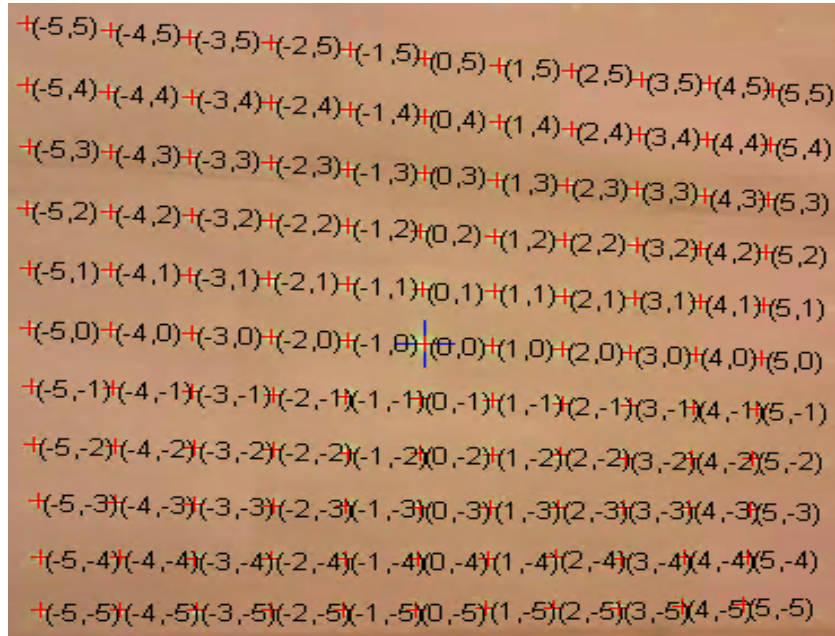 (-5,5) (-4,5) (-3,5) (-2,5) (-1,5) (0,5) (1,5) (2,5) (3,5) (4,5) (5,5)
(-5,4) (-4,4) (-3,4) (-2,4) (-1,4) (0,4) (1,4) (2,4) (3,4) (4,4) (5,4)
(-5,3) (-4,3) (-3,3) (-2,3) (-1,3) (0,3) (1,3) (2,3) (3,3) (4,3) (5,3)
(-5,2) (-4,2) (-3,2) (-2,2) (-1,2) (0,2) (1,2) (2,2) (3,2) (4,2) (5,2)
(-5,1) (-4,1) (-3,1) (-2,1) (-1,1) (0,1) (1,1) (2,1) (3,1) (4,1) (5,1)
(-5,0) (-4,0) (-3,0) (-2,0) (-1,0) (0,0) (1,0) (2,0) (3,0) (4,0) (5,0)
(-5,-1) (-4,-1) (-3,-1) (-2,-1) (-1,-1) (0,-1) (1,-1) (2,-1) (3,-1) (4,-1) (5,-1)
(-5,-2) (-4,-2) (-3,-2) (-2,-2) (-1,-2) (0,-2) (1,-2) (2,-2) (3,-2) (4,-2) (5,-2)
(-5,-3) (-4,-3) (-3,-3) (-2,-3) (-1,-3) (0,-3) (1,-3) (2,-3) (3,-3) (4,-3) (5,-3)
(-5,-4) (-4,-4) (-3,-4) (-2,-4) (-1,-4) (0,-4) (1,-4) (2,-4) (3,-4) (4,-4) (5,-4)
(-5,-5) (-4,-5) (-3,-5) (-2,-5) (-1,-5) (0,-5) (1,-5) (2,-5) (3,-5) (4,-5) (5,-5)